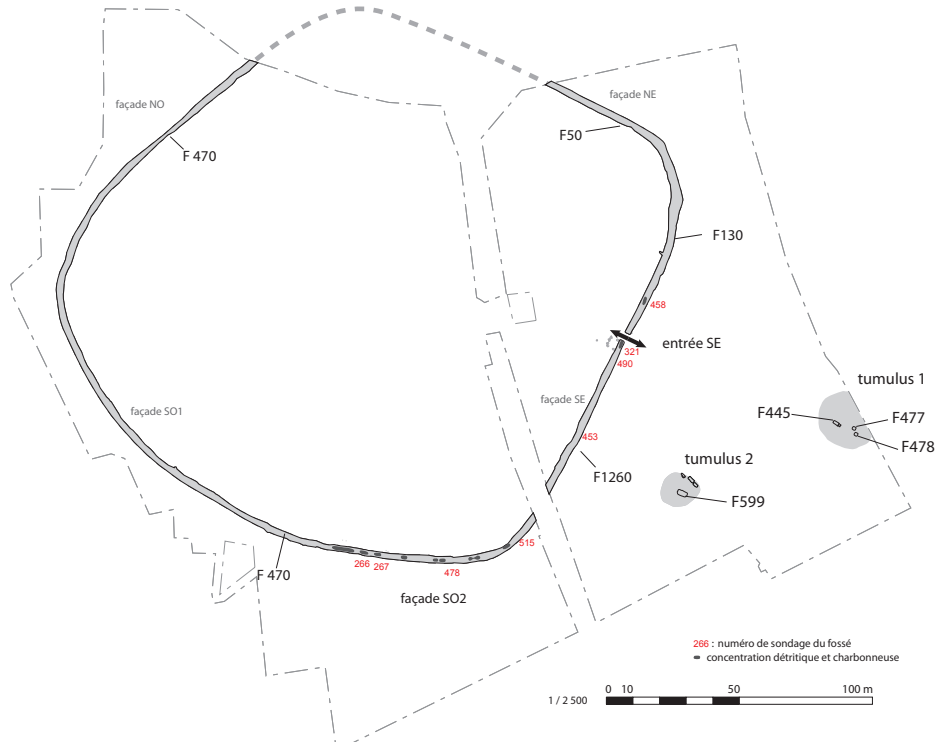 façade NO
façade NE
F50
F 470
F130
458
entrée SE
321
490
tumulus 1
façade SE
façade SO1
F445
F477
F478
453
tumulus 2
F1260
F599
515
266 267
478
F 470
façade SO2
266 : numéro de sondage du fossé
concentration détritique et charbonneuse
0 10 50 100 m
1 / 2 500